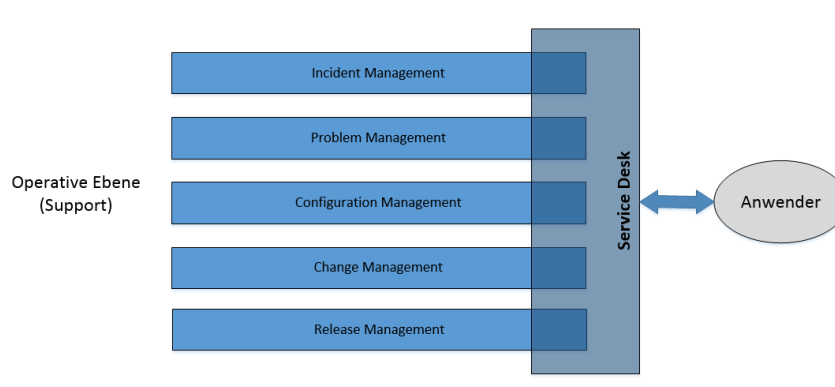 Incident Management
Problem Management
Operative Ebene
(Support)
Configuration Management
Change Management
Release Management
Service Desk
Anwender